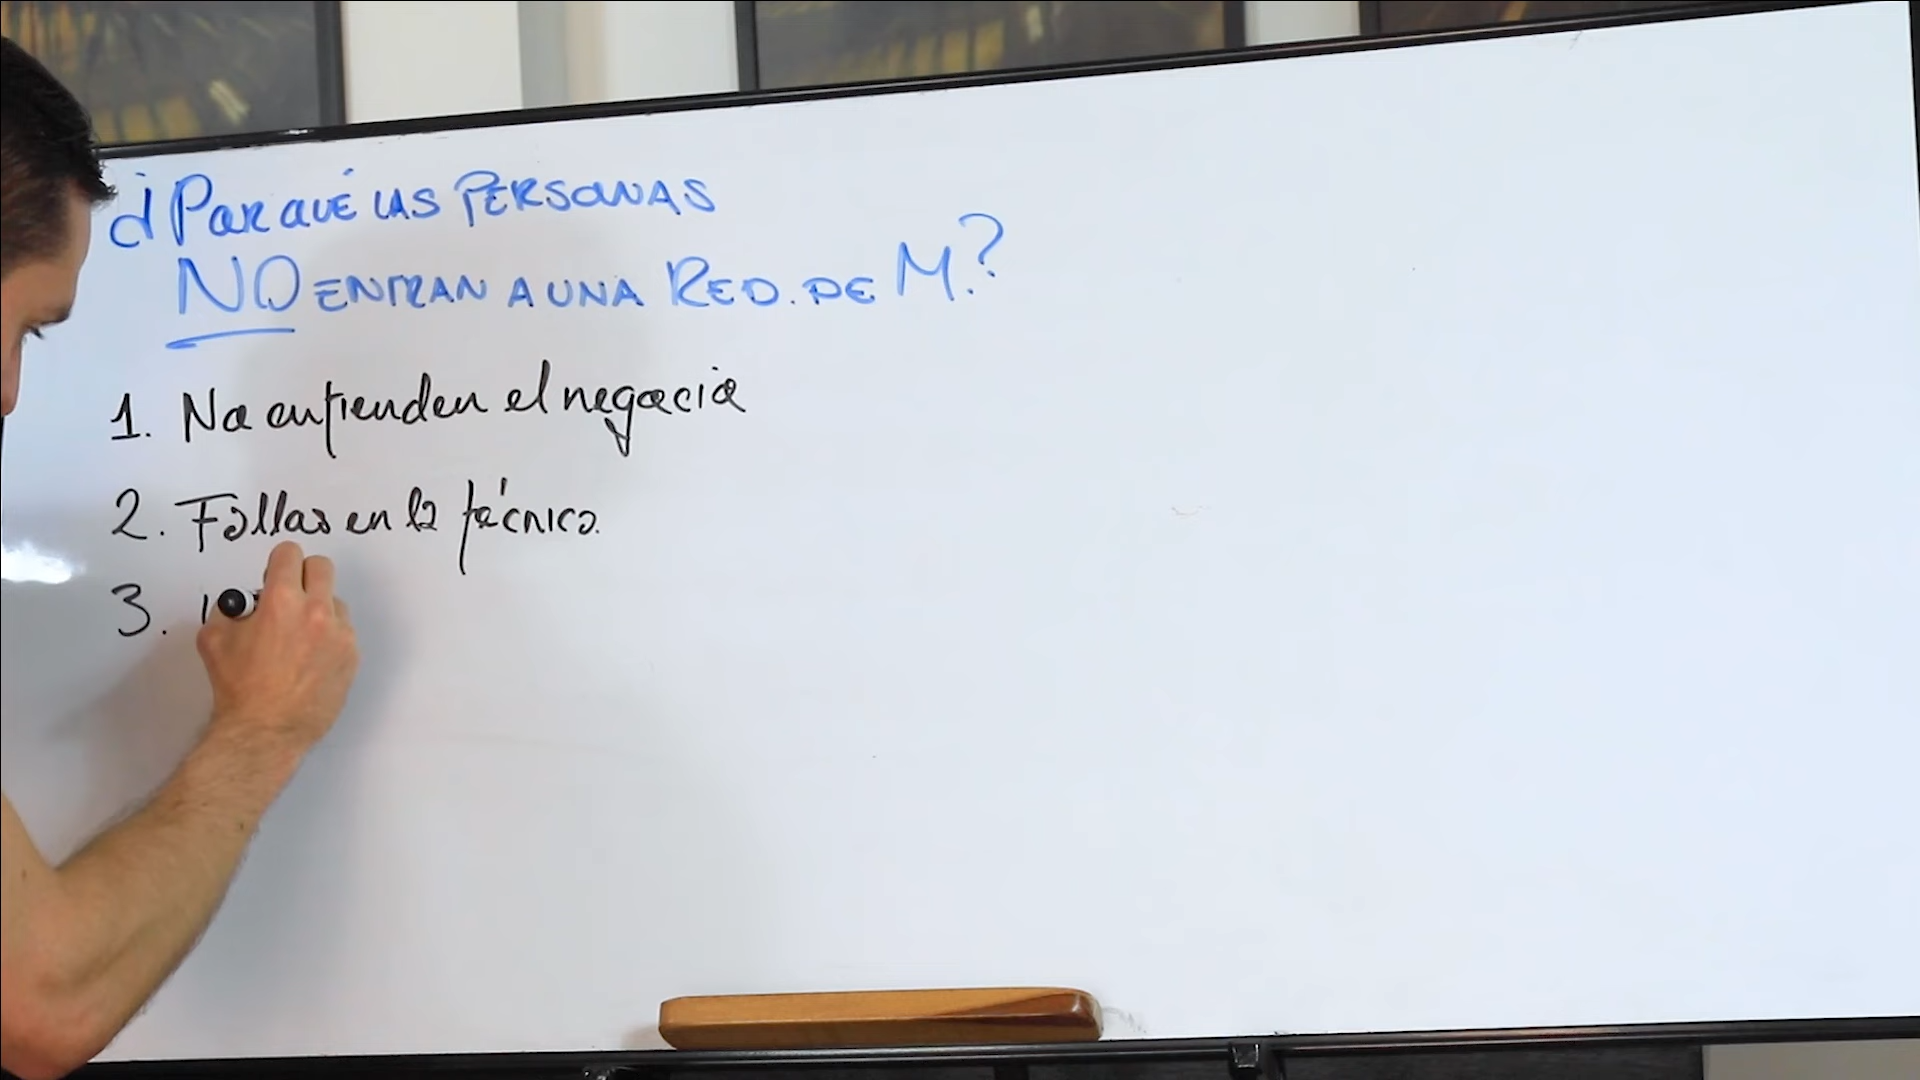 ¿Por qué las personas
NO entran a una Red. de M.?
1. No entienden el negocio
2. Fallas en la técnica.
3.